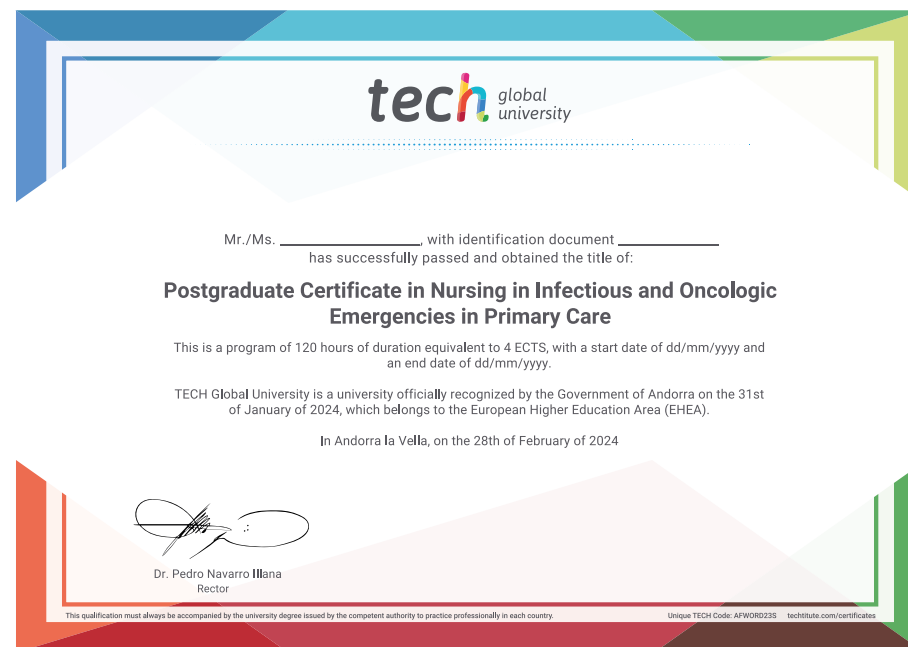 tech global
university
Mr./Ms. ____________________, with identification document ______________
has successfully passed and obtained the title of:
Postgraduate Certificate in Nursing in Infectious and Oncologic
Emergencies in Primary Care
This is a program of 120 hours of duration equivalent to 4 ECTS, with a start date of dd/mm/yyyy and
an end date of dd/mm/yyyy.
TECH Global University is a university officially recognized by the Government of Andorra on the 31st
of January of 2024, which belongs to the European Higher Education Area (EHEA).
In Andorra la Vella, on the 28th of February of 2024
Dr. Pedro Navarro Illana
Rector
This qualification must always be accompanied by the university degree issued by the competent authority to practice professionally in each country.
Unique TECH Code: AFWORD23S techtitute.com/certificates